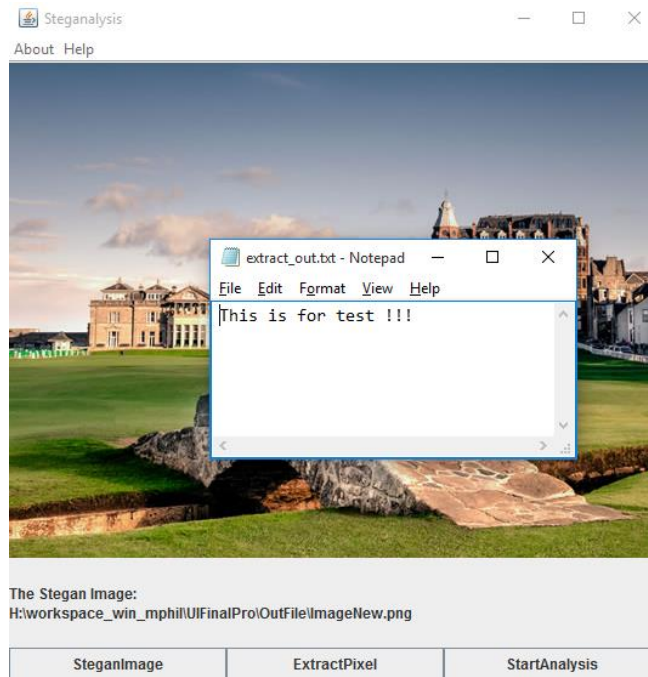 Steganalysis
About Help
extract_out.txt - Notepad
File Edit Format View Help
This is for test !!!
The Stegan Image:
H:\workspace_win_mphil\UIFinalPro\OutFile\ImageNew.png
SteganImage ExtractPixel StartAnalysis